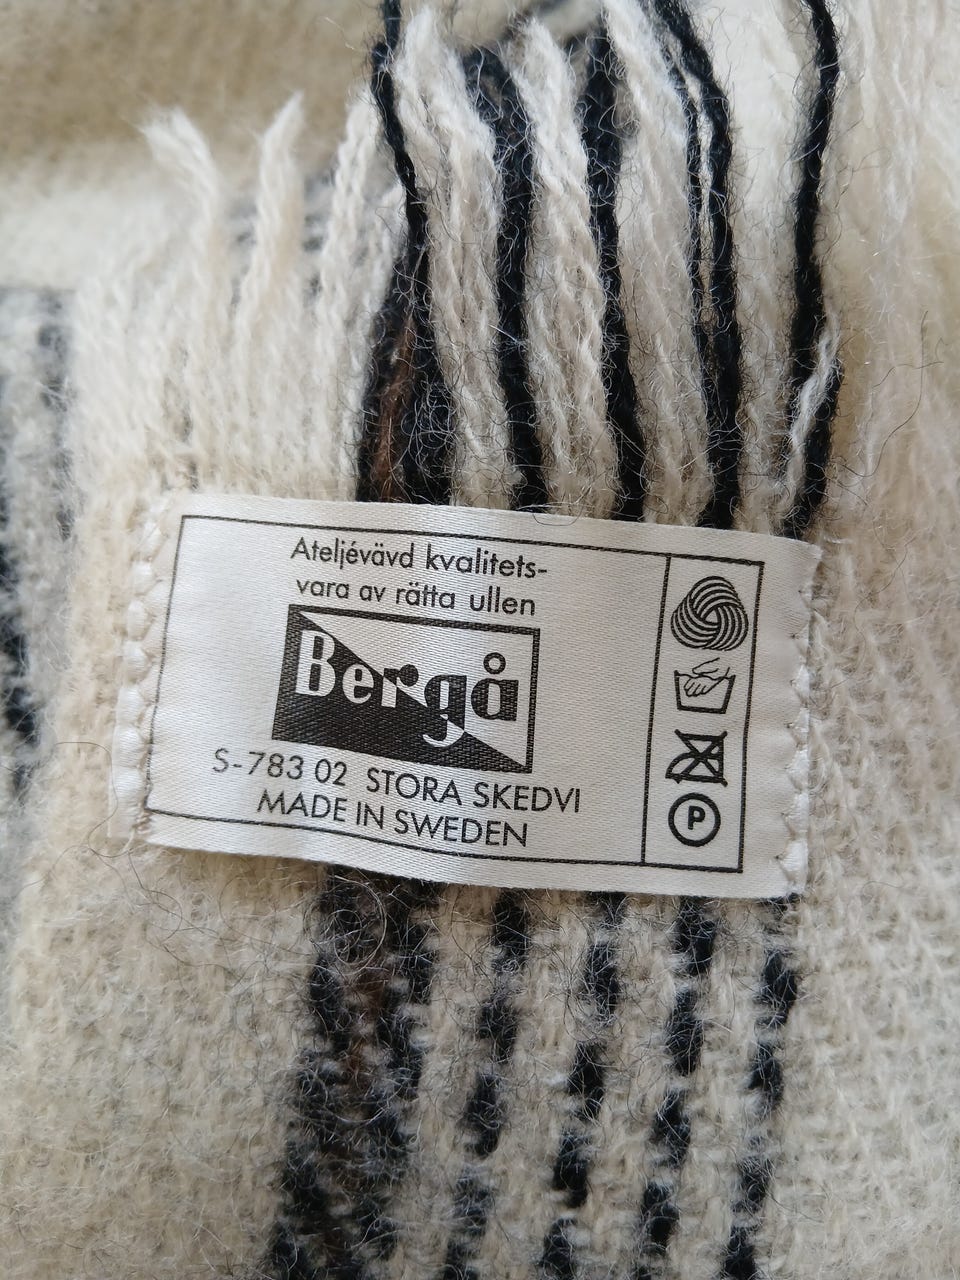 Ateljévävd kvalitets-
vara av rätta ullen
Bergå
S-783 02 STORA SKEDVI
MADE IN SWEDEN
P